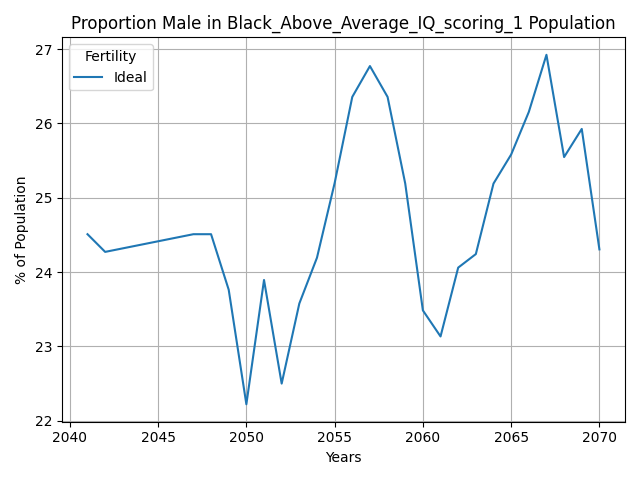 Proportion Male in Black_Above_Average_IQ_scoring_1 Population
Fertility
Ideal
% of Population
27
26
25
24
23
22
2040 2045 2050 2055 2060 2065 2070
Years